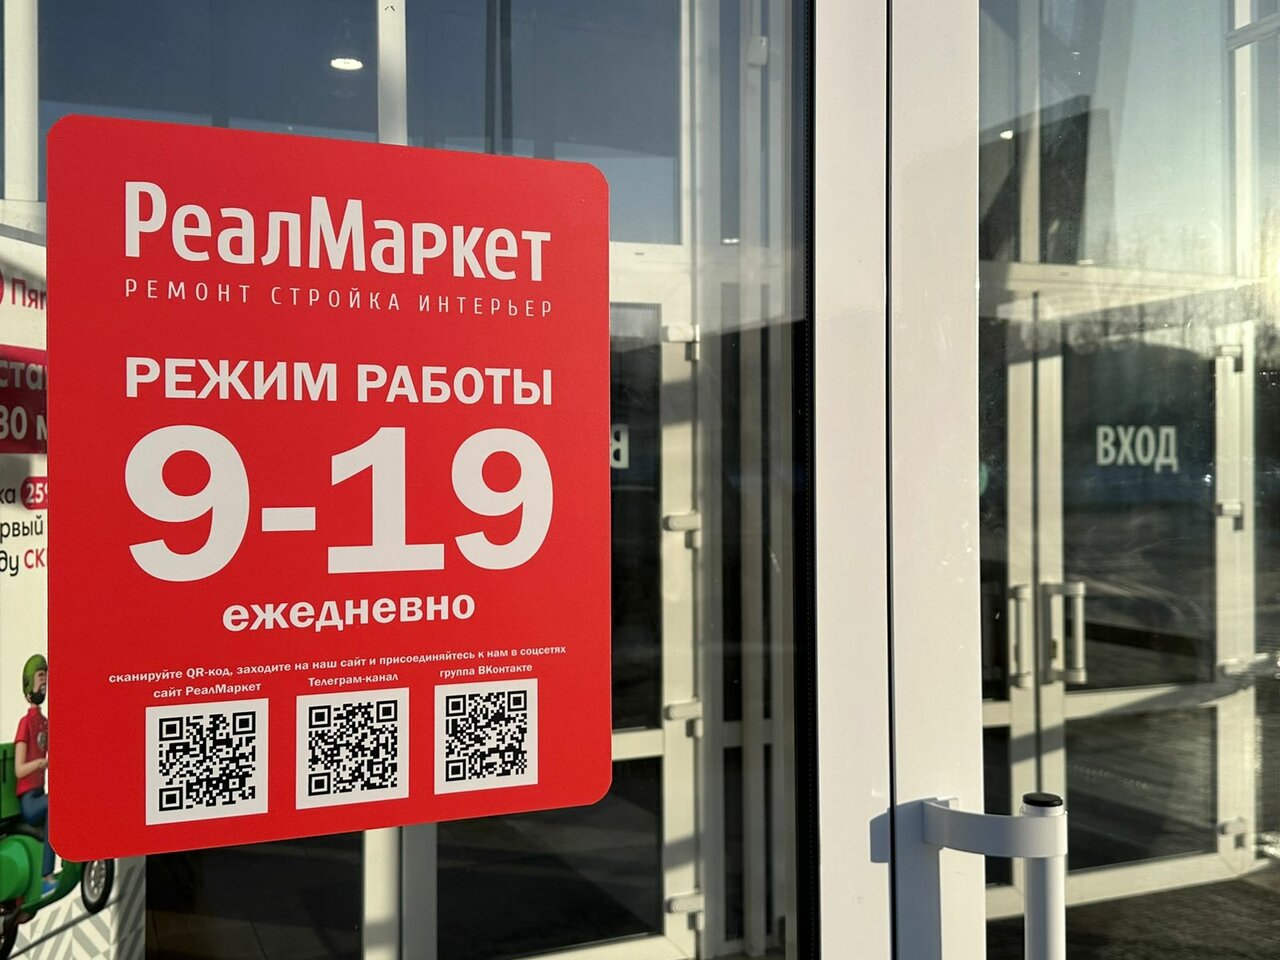 РеалМаркет
РЕМОНТ СТРОЙКА ИНТЕРЬЕР
РЕЖИМ РАБОТЫ
9-19
ежедневно
сканируйте QR-код, заходите на наш сайт и присоединяйтесь к нам в соцсетях
сайт РеалМаркет
Телеграм-канал
группа ВКонтакте
ВХОД